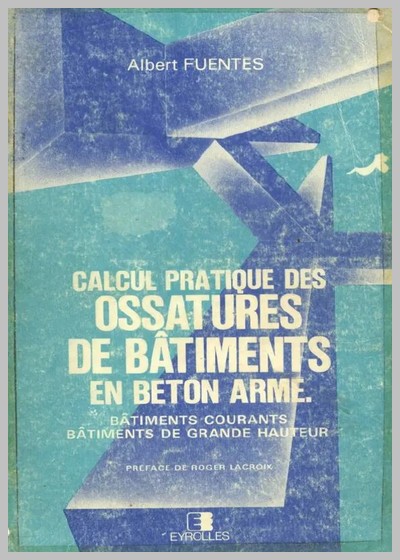 Albert FUENTES
CALCUL PRATIQUE DES
OSSATURES
DE BÂTIMENTS
EN BETON ARME.
BÂTIMENTS COURANTS
BÂTIMENTS DE GRANDE HAUTEUR
PRÉFACE DE ROGER LACROIX
EYROLLES